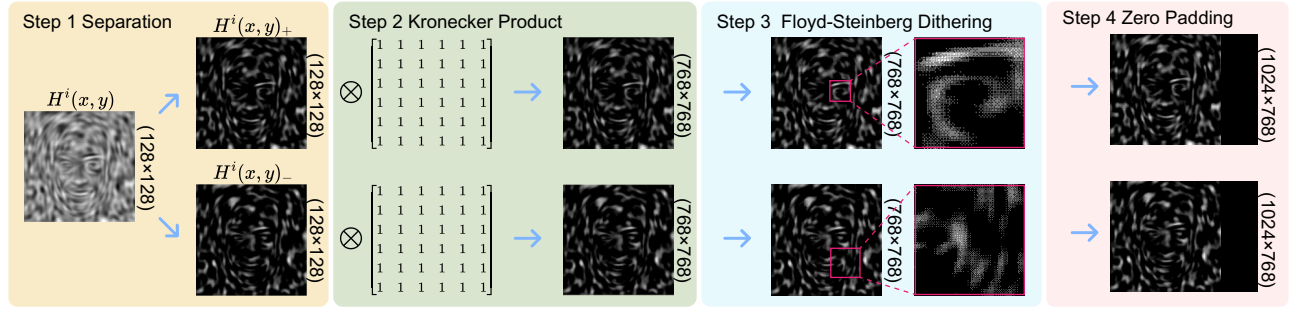 Step 1 Separation
H^i(x, y)
(128×128)
H^i(x, y)_+
(128×128)
H^i(x, y)_-
(128×128)
Step 2 Kronecker Product
⊗
1 1 1 1 1 1
1 1 1 1 1 1
1 1 1 1 1 1
1 1 1 1 1 1
1 1 1 1 1 1
1 1 1 1 1 1
(768×768)
⊗
1 1 1 1 1 1
1 1 1 1 1 1
1 1 1 1 1 1
1 1 1 1 1 1
1 1 1 1 1 1
1 1 1 1 1 1
(768×768)
Step 3 Floyd-Steinberg Dithering
(768×768)
(768×768)
Step 4 Zero Padding
(1024×768)
(1024×768)